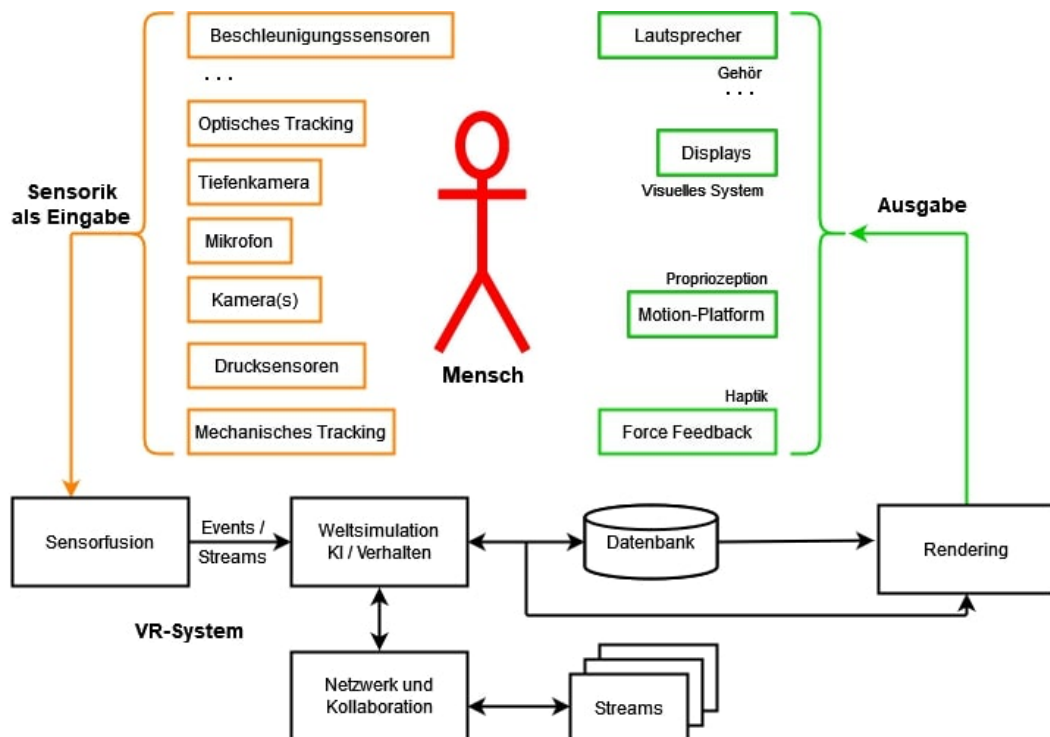 Beschleunigungssensoren
. . .
Optisches Tracking
Tiefenkamera
Mikrofon
Kamera(s)
Drucksensoren
Mechanisches Tracking
Sensorik
als Eingabe
Mensch
Lautsprecher
Gehör
. . .
Displays
Visuelles System
Propriozeption
Motion-Platform
Haptik
Force Feedback
Ausgabe
Sensorfusion
Events /
Streams
Weltsimulation
KI / Verhalten
Datenbank
Rendering
VR-System
Netzwerk und
Kollaboration
Streams